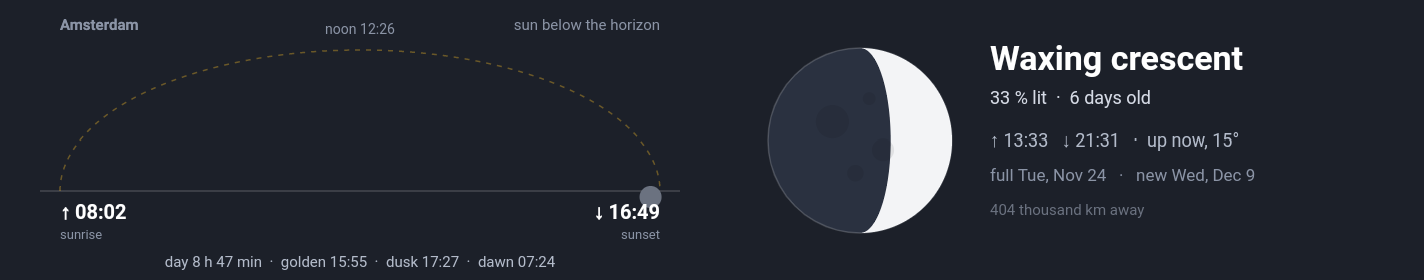 Amsterdam
noon 12:26
sun below the horizon
↑ 08:02
sunrise
↓ 16:49
sunset
day 8 h 47 min · golden 15:55 · dusk 17:27 · dawn 07:24
Waxing crescent
33 % lit · 6 days old
↑ 13:33 ↓ 21:31 · up now, 15°
full Tue, Nov 24 · new Wed, Dec 9
404 thousand km away